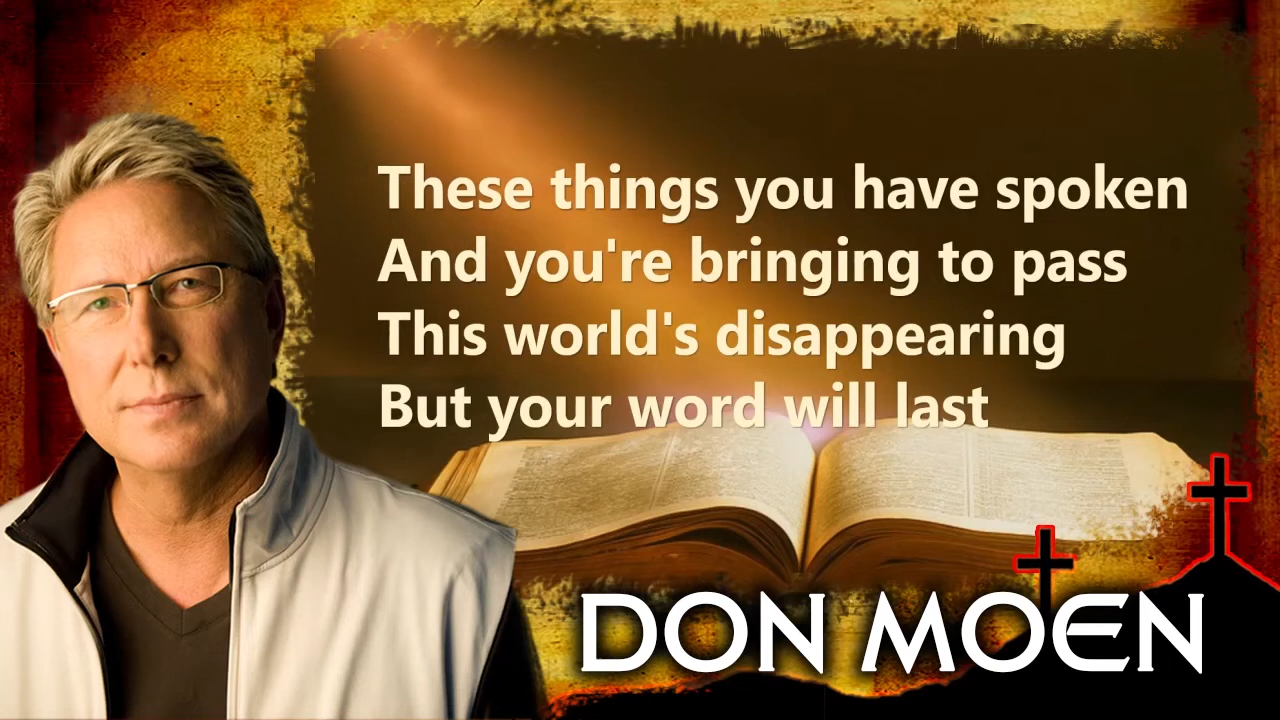 These things you have spoken
And you're bringing to pass
This world's disappearing
But your word will last
DON MOEN